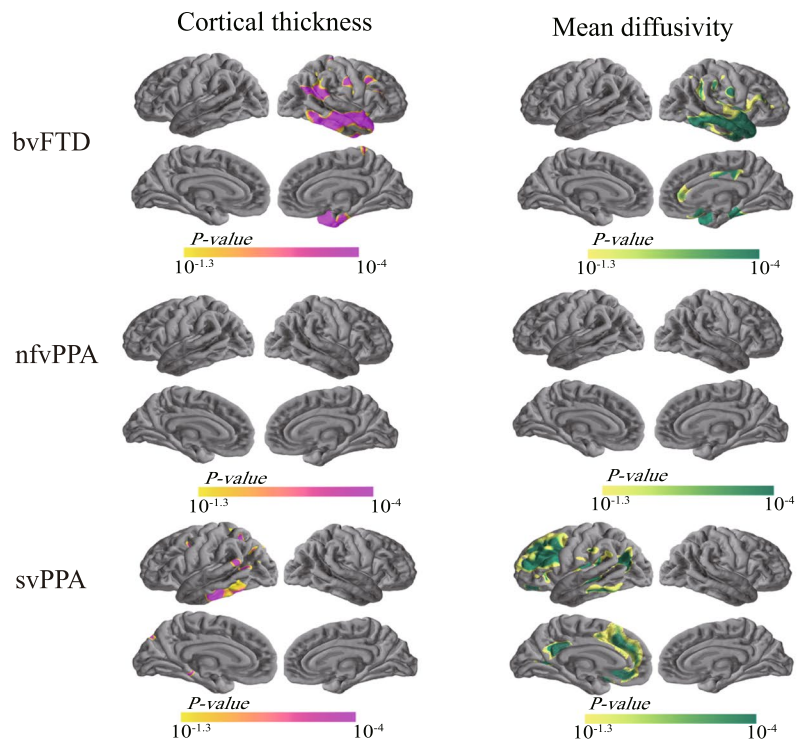 Cortical thickness
Mean diffusivity
bvFTD
P-value
10-1.3
10-4
P-value
10-1.3
10-4
nfvPPA
P-value
10-1.3
10-4
P-value
10-1.3
10-4
svPPA
P-value
10-1.3
10-4
P-value
10-1.3
10-4